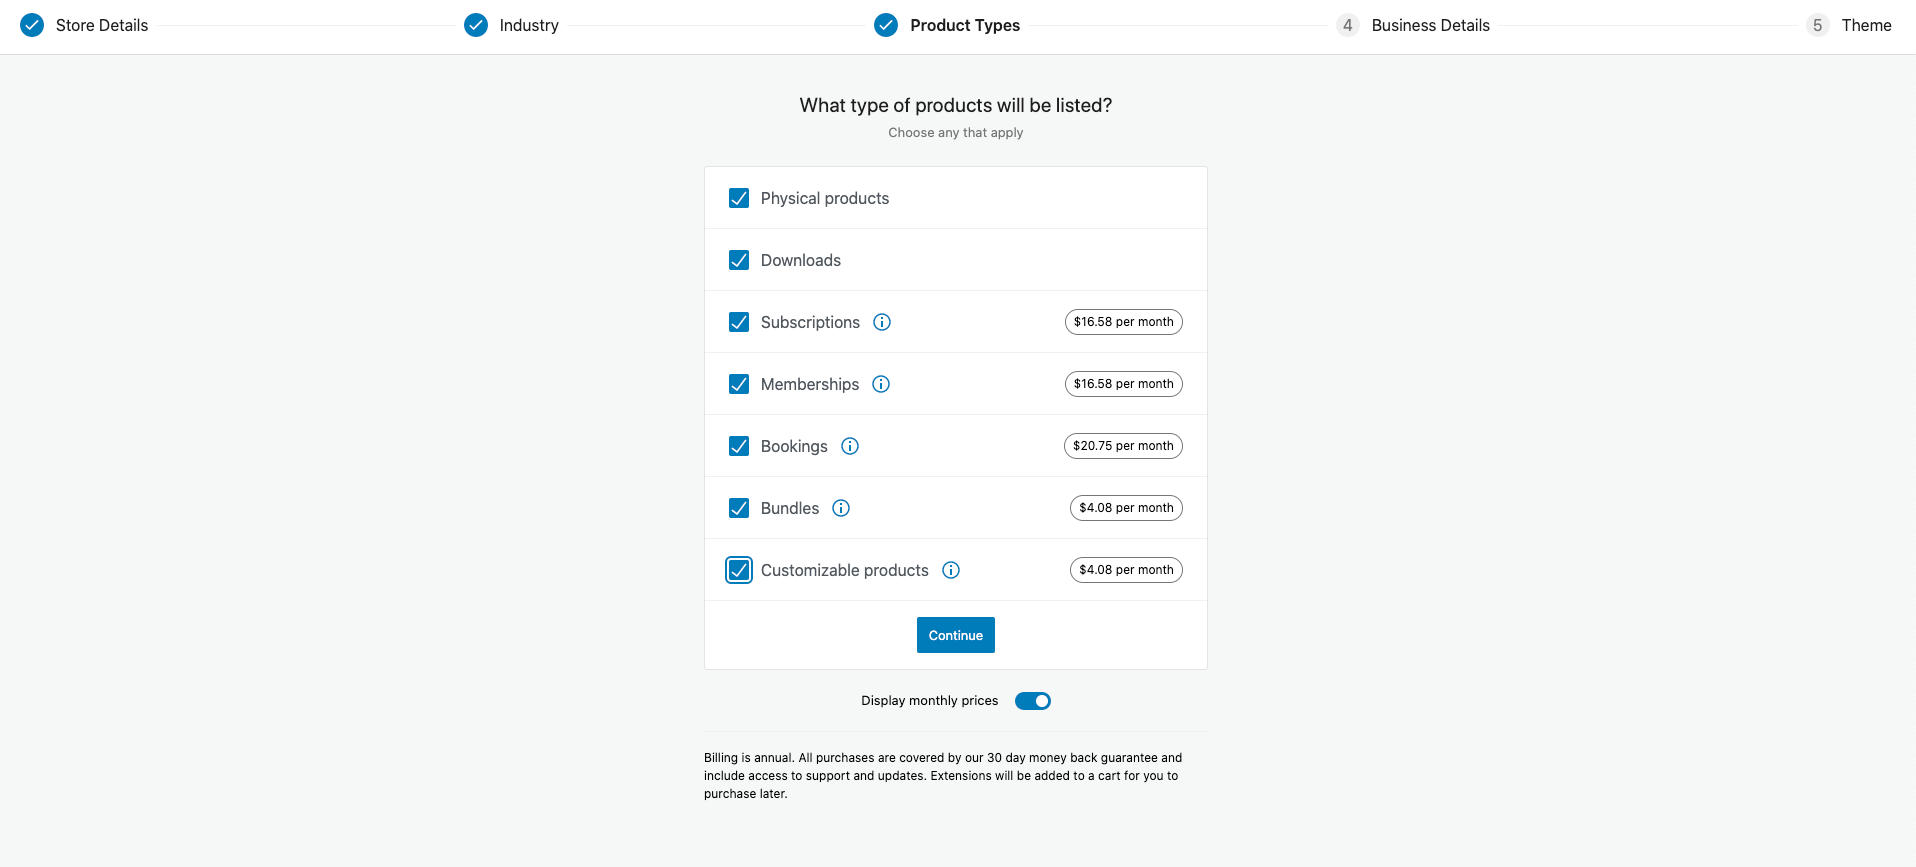 Store Details
Industry
Product Types
4 Business Details
5 Theme
What type of products will be listed?
Choose any that apply
Physical products
Downloads
Subscriptions $16.58 per month
Memberships $16.58 per month
Bookings $20.75 per month
Bundles $4.08 per month
Customizable products $4.08 per month
Continue
Display monthly prices
Billing is annual. All purchases are covered by our 30 day money back guarantee and
include access to support and updates. Extensions will be added to a cart for you to
purchase later.